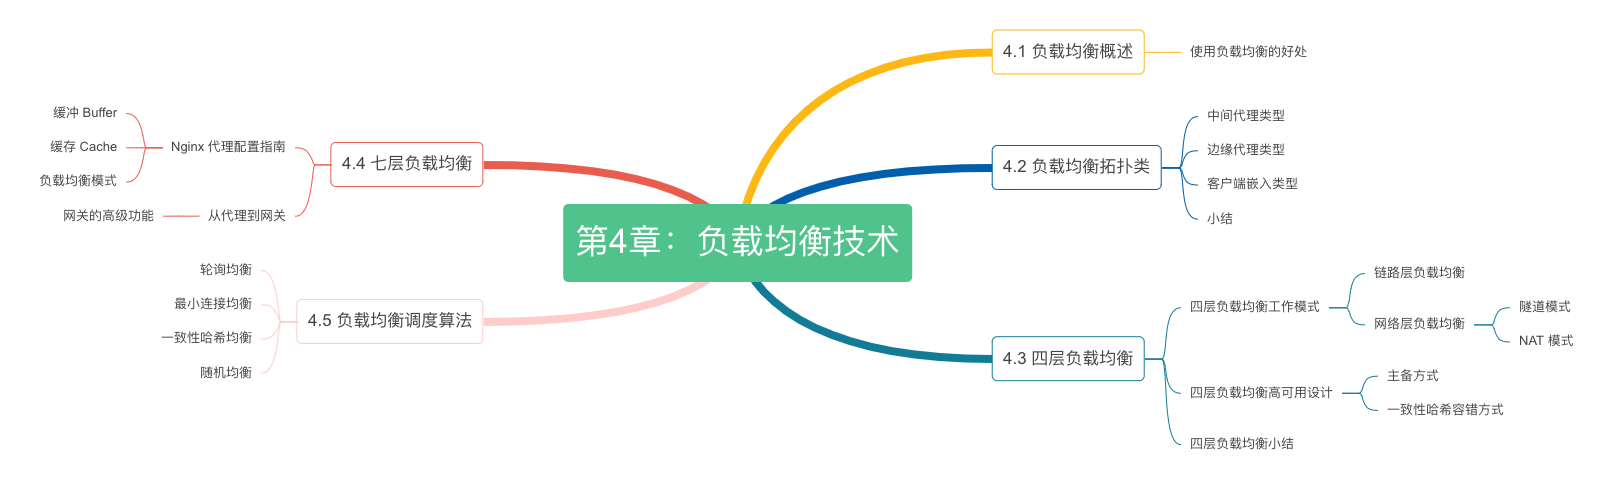 第4章：负载均衡技术
4.1 负载均衡概述
使用负载均衡的好处
4.2 负载均衡拓扑类
中间代理类型
边缘代理类型
客户端嵌入类型
小结
4.3 四层负载均衡
四层负载均衡工作模式
链路层负载均衡
网络层负载均衡
隧道模式
NAT 模式
四层负载均衡高可用设计
主备方式
一致性哈希容错方式
四层负载均衡小结
4.4 七层负载均衡
Nginx 代理配置指南
缓冲 Buffer
缓存 Cache
负载均衡模式
从代理到网关
网关的高级功能
4.5 负载均衡调度算法
轮询均衡
最小连接均衡
一致性哈希均衡
随机均衡